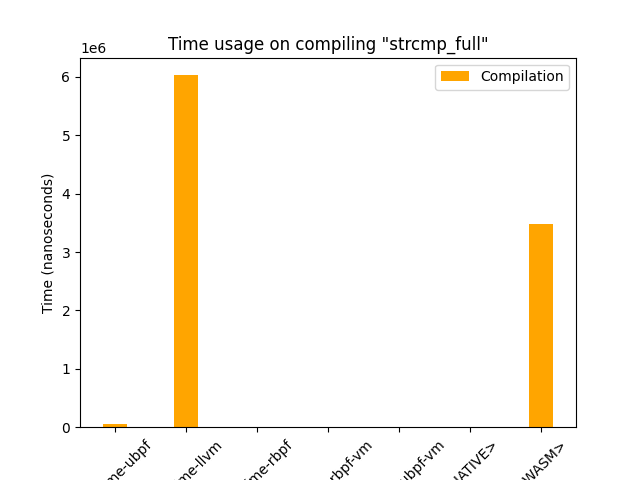 Time usage on compiling "strcmp_full"
1e6
Compilation
6
5
4
3
2
1
0
Time (nanoseconds)
me-ubpf
me-llvm
me-rbpf
rbpf-vm
ubpf-vm
NATIVE>
WASM>